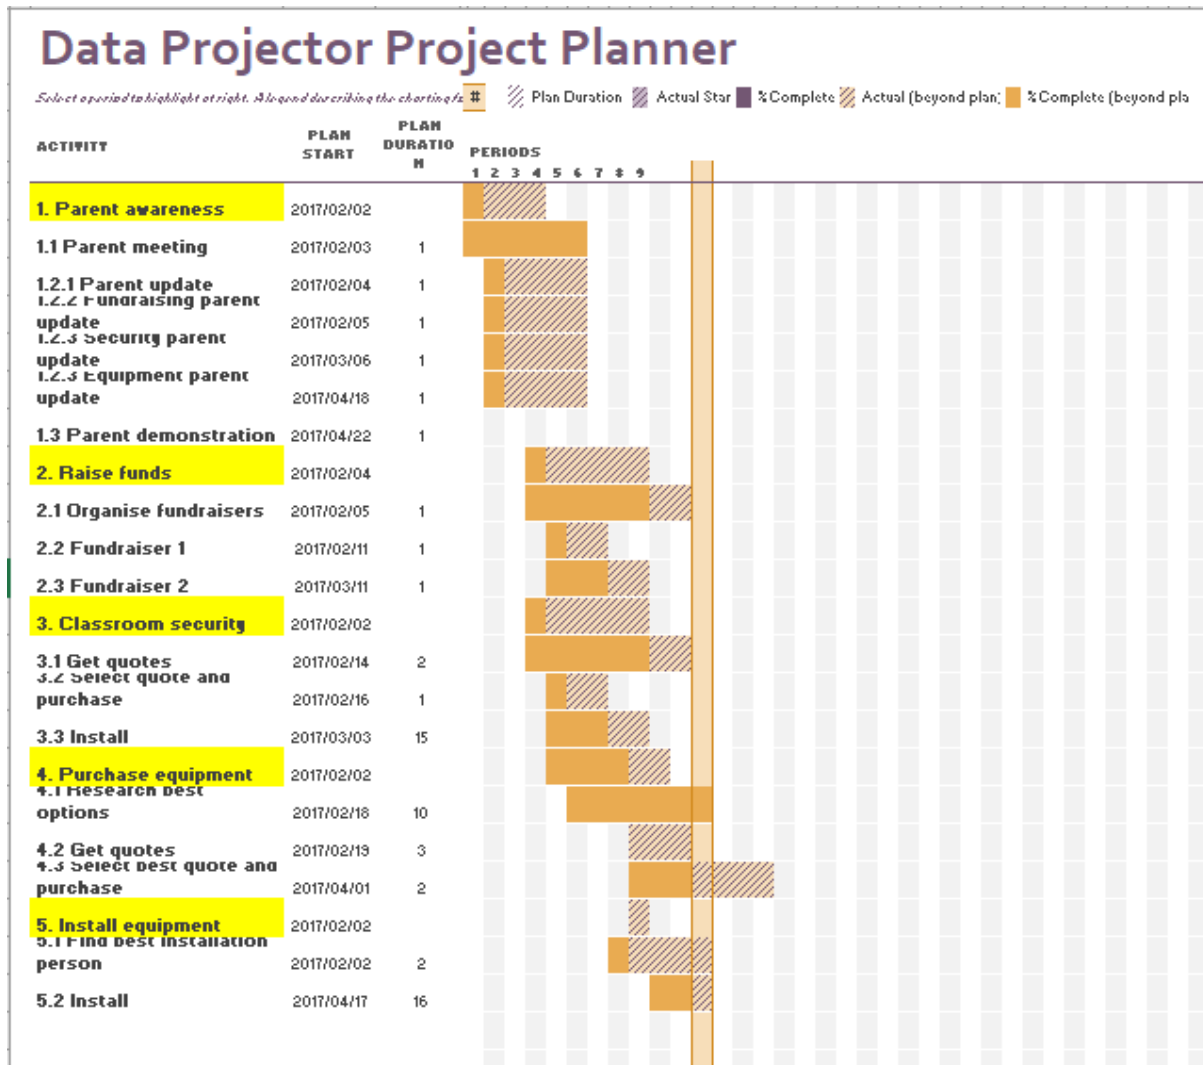 Data Projector Project Planner
Select a period to highlight at right. A legend describing the charting fo
# Plan Duration Actual Star %Complete Actual (beyond plan) %Complete (beyond pla
ACTIVITY PLAN START PLAN DURATION PERIODS
1 2 3 4 5 6 7 8 9
1. Parent awareness 2017/02/02
1.1 Parent meeting 2017/02/03 1
1.2.1 Parent update 2017/02/04 1
1.2.2 Fundraising parent
update 2017/02/05 1
1.2.3 Security parent
update 2017/03/06 1
1.2.3 Equipment parent
update 2017/04/18 1
1.3 Parent demonstration 2017/04/22 1
2. Raise funds 2017/02/04
2.1 Organise fundraisers 2017/02/05 1
2.2 Fundraiser 1 2017/02/11 1
2.3 Fundraiser 2 2017/03/11 1
3. Classroom security 2017/02/02
3.1 Get quotes 2017/02/14 2
3.2 Select quote and
purchase 2017/02/16 1
3.3 Install 2017/03/03 15
4. Purchase equipment 2017/02/02
4.1 Research best
options 2017/02/18 10
4.2 Get quotes 2017/02/19 3
4.3 Select best quote and
purchase 2017/04/01 2
5. Install equipment 2017/02/02
5.1 Find best installation
person 2017/02/02 2
5.2 Install 2017/04/17 16